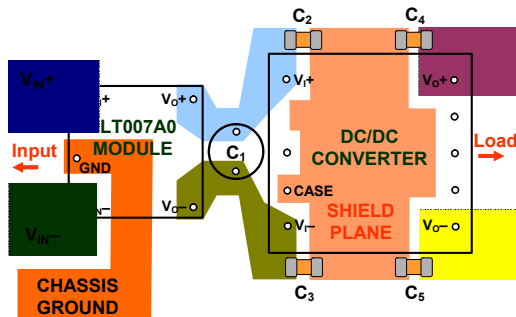 C2
C4
VIN+
I+
VO+
VI+
VO+
LT007A0
MODULE
C1
DC/DC
CONVERTER
Input
Load
GND
CASE
SHIELD
PLANE
VIN–
IN–
VO–
VI–
VO–
CHASSIS
GROUND
C3
C5